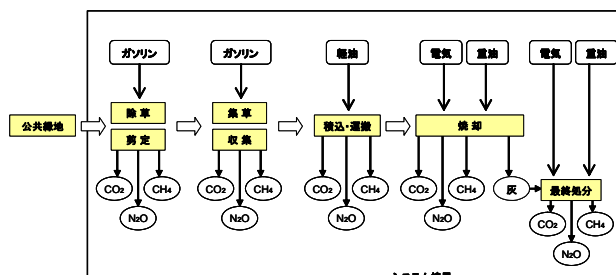 ガソリン
ガソリン
軽油
電気
重油
電気
重油
公共緑地
除草
剪定
集草
収集
積込・運搬
焼却
CO2
CH4
N2O
CO2
CH4
N2O
CO2
CH4
N2O
CO2
CH4
灰
N2O
最終処分
CO2
CH4
N2O